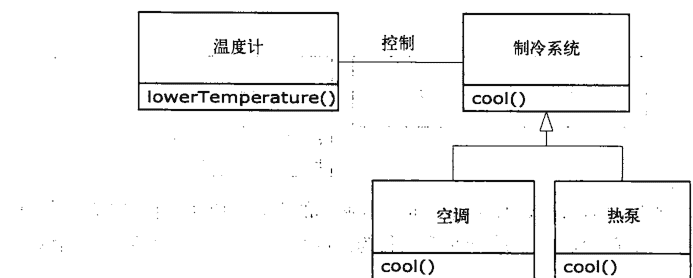 温度计
控制
制冷系统
lowerTemperature()
cool()
空调
热泵
cool()
cool()